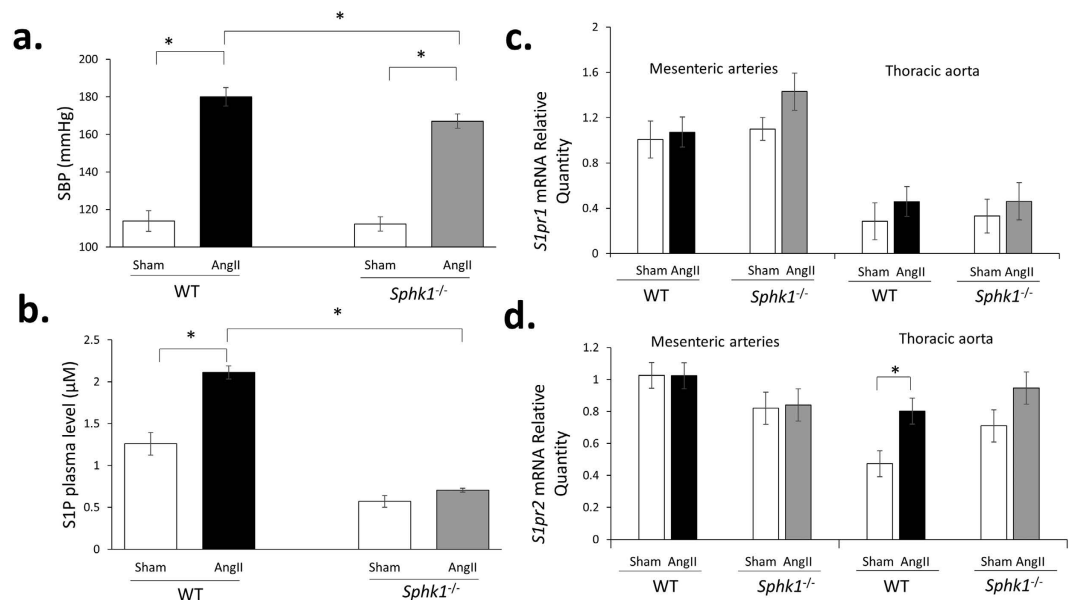 a.
*
*
*
SBP (mmHg)
200
180
160
140
120
100
Sham
AngII
Sham
AngII
WT
Sphk1-/-
b.
*
*
S1P plasma level (µM)
2.5
2
1.5
1
0.5
0
Sham
AngII
Sham
AngII
WT
Sphk1-/-
c.
S1pr1 mRNA Relative
Quantity
2
1.6
1.2
0.8
0.4
0
Mesenteric arteries
Thoracic aorta
Sham AngII
Sham AngII
Sham AngII
Sham AngII
WT
Sphk1-/-
WT
Sphk1-/-
d.
S1pr2 mRNA Relative
Quantity
1.2
1
0.8
0.6
0.4
0.2
0
Mesenteric arteries
Thoracic aorta
*
Sham AngII
Sham AngII
Sham AngII
Sham AngII
WT
Sphk1-/-
WT
Sphk1-/-